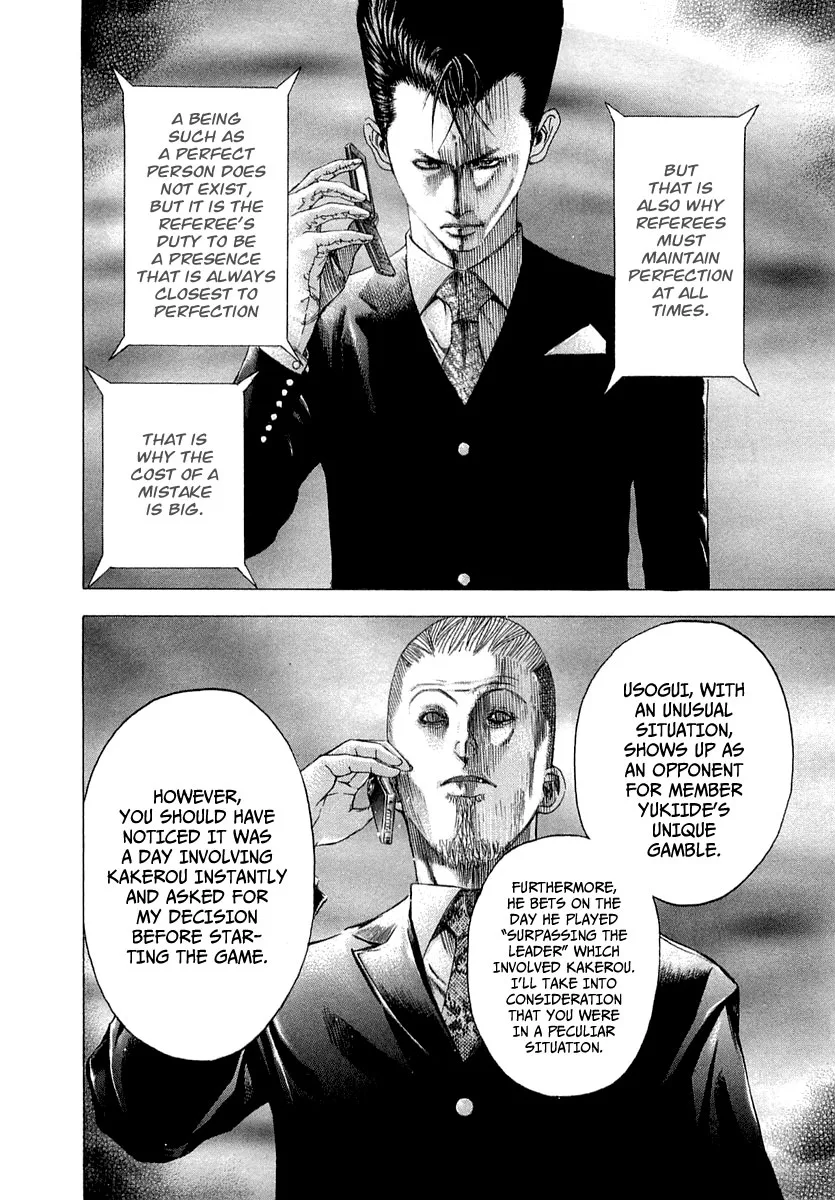 BUT
THAT IS
ALSO WHY
REFEREES
MUST
MAINTAIN
PERFECTION
AT ALL
TIMES.
A BEING
SUCH AS
A PERFECT
PERSON DOES
NOT EXIST,
BUT IT IS THE
REFEREE'S
DUTY TO BE
A PRESENCE
THAT IS ALWAYS
CLOSEST TO
PERFECTION
THAT IS
WHY THE
COST OF A
MISTAKE
IS BIG.
USOGUI, WITH
AN UNUSUAL
SITUATION,
SHOWS UP AS
AN OPPONENT
FOR MEMBER
YUKIIDE'S
UNIQUE
GAMBLE.
FURTHERMORE,
HE BETS ON THE
DAY HE PLAYED
"SURPASSING THE
LEADER" WHICH
INVOLVED KAKEROU.
I'LL TAKE INTO
CONSIDERATION
THAT YOU WERE
IN A PECULIAR
SITUATION.
HOWEVER,
YOU SHOULD HAVE
NOTICED IT WAS
A DAY INVOLVING
KAKEROU INSTANTLY
AND ASKED FOR
MY DECISION
BEFORE STAR-
TING THE GAME.